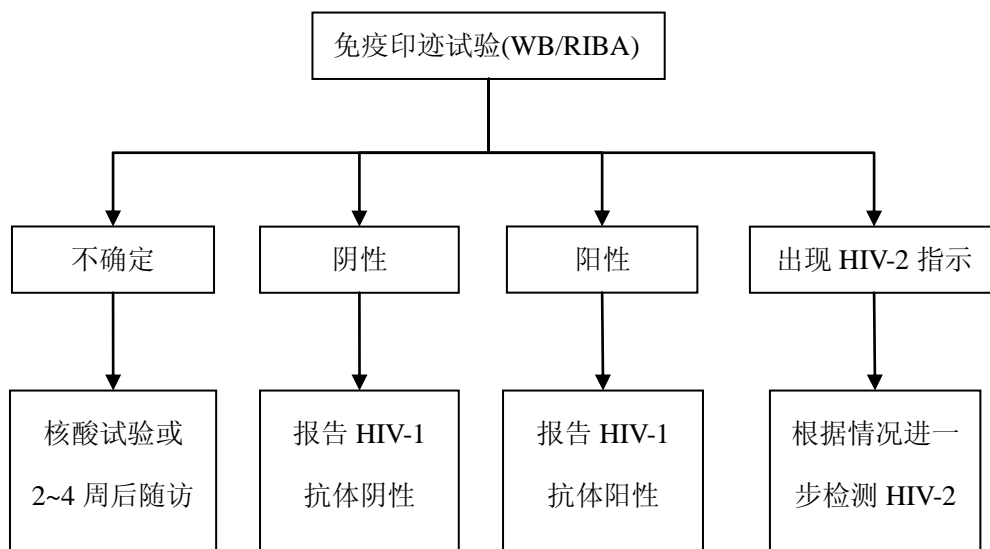 免疫印迹试验(WB/RIBA)
不确定
阴性
阳性
出现 HIV-2 指示
核酸试验或
2~4 周后随访
报告 HIV-1
抗体阴性
报告 HIV-1
抗体阳性
根据情况进一
步检测 HIV-2